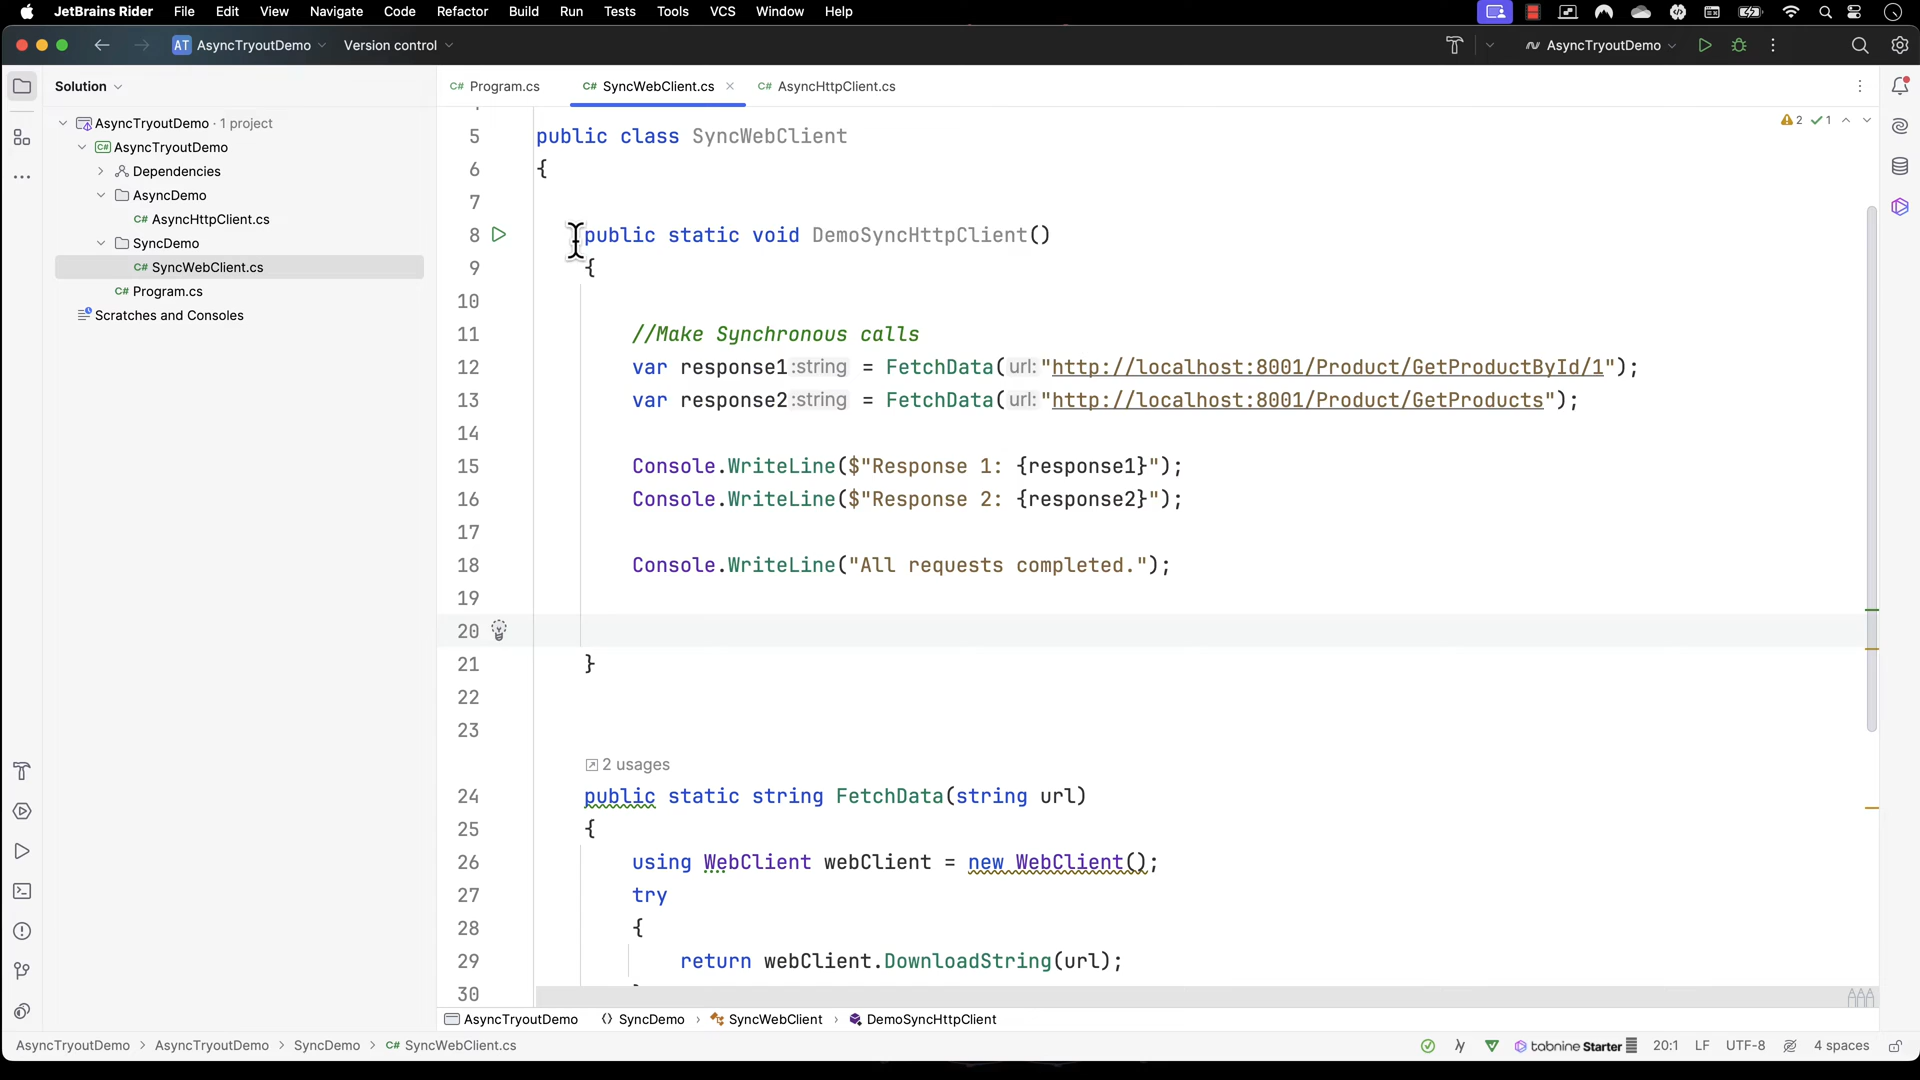 JetBrains Rider File Edit View Navigate Code Refactor Build Run Tests Tools VCS Window Help
AT AsyncTryoutDemo Version control AsyncTryoutDemo
Solution
Program.cs SyncWebClient.cs AsyncHttpClient.cs
AsyncTryoutDemo · 1 project
C# AsyncTryoutDemo
Dependencies
AsyncDemo
C# AsyncHttpClient.cs
SyncDemo
C# SyncWebClient.cs
C# Program.cs
Scratches and Consoles
2 1
5 public class SyncWebClient
6 {
7
8 public static void DemoSyncHttpClient()
9 {
10
11 //Make Synchronous calls
12 var response1:string = FetchData( url: "http://localhost:8001/Product/GetProductById/1");
13 var response2:string = FetchData( url: "http://localhost:8001/Product/GetProducts");
14
15 Console.WriteLine($"Response 1: {response1}");
16 Console.WriteLine($"Response 2: {response2}");
17
18 Console.WriteLine("All requests completed.");
19
20
21 }
22
23
2 usages
24 public static string FetchData(string url)
25 {
26 using WebClient webClient = new WebClient();
27 try
28 {
29 return webClient.DownloadString(url);
30
AsyncTryoutDemo SyncDemo › SyncWebClient › DemoSyncHttpClient
AsyncTryoutDemo > AsyncTryoutDemo > SyncDemo > C# SyncWebClient.cs tabnine Starter 20:1 LF UTF-8 4 spaces